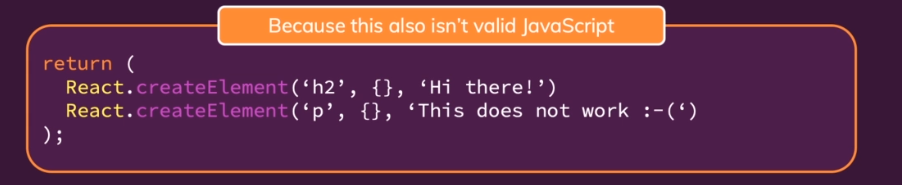 Because this also isn’t valid JavaScript
return (
  React.createElement(‘h2’, {}, ‘Hi there!’)
  React.createElement(‘p’, {}, ‘This does not work :-(‘)
);